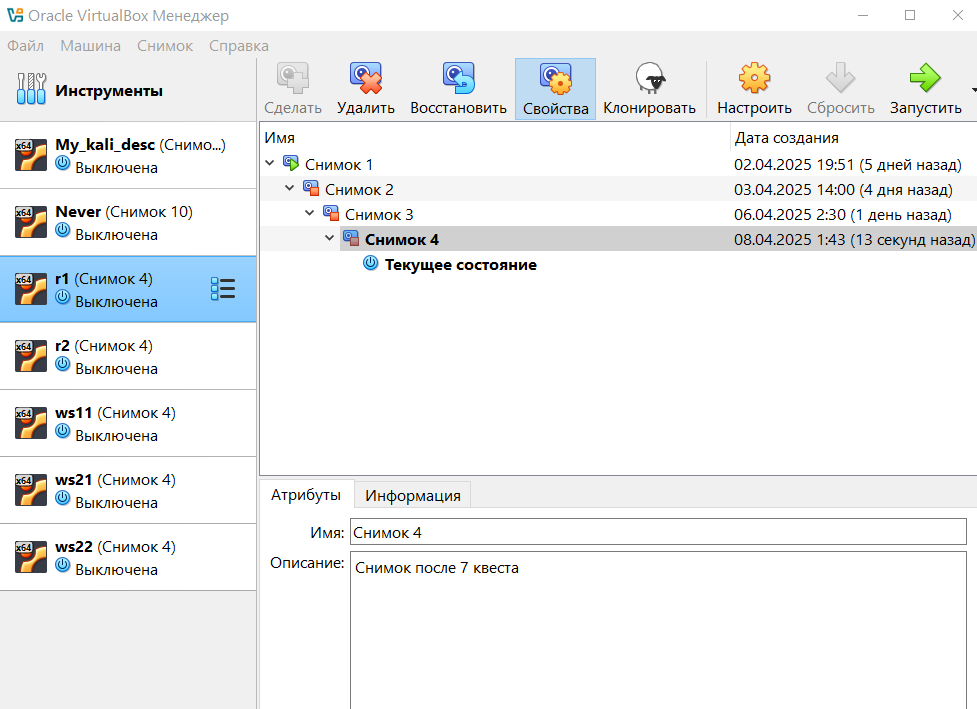 Oracle VirtualBox Менеджер
Файл Машина Снимок Справка
Инструменты
Сделать Удалить Восстановить Свойства Клонировать Настроить Сбросить Запустить
x64 My_kali_desc (Снимо...)
Выключена
x64 Never (Снимок 10)
Выключена
x64 r1 (Снимок 4)
Выключена
x64 r2 (Снимок 4)
Выключена
x64 ws11 (Снимок 4)
Выключена
x64 ws21 (Снимок 4)
Выключена
x64 ws22 (Снимок 4)
Выключена
Имя Дата создания
Снимок 1 02.04.2025 19:51 (5 дней назад)
Снимок 2 03.04.2025 14:00 (4 дня назад)
Снимок 3 06.04.2025 2:30 (1 день назад)
Снимок 4 08.04.2025 1:43 (13 секунд назад)
Текущее состояние
Атрибуты Информация
Имя: Снимок 4
Описание: Снимок после 7 квеста